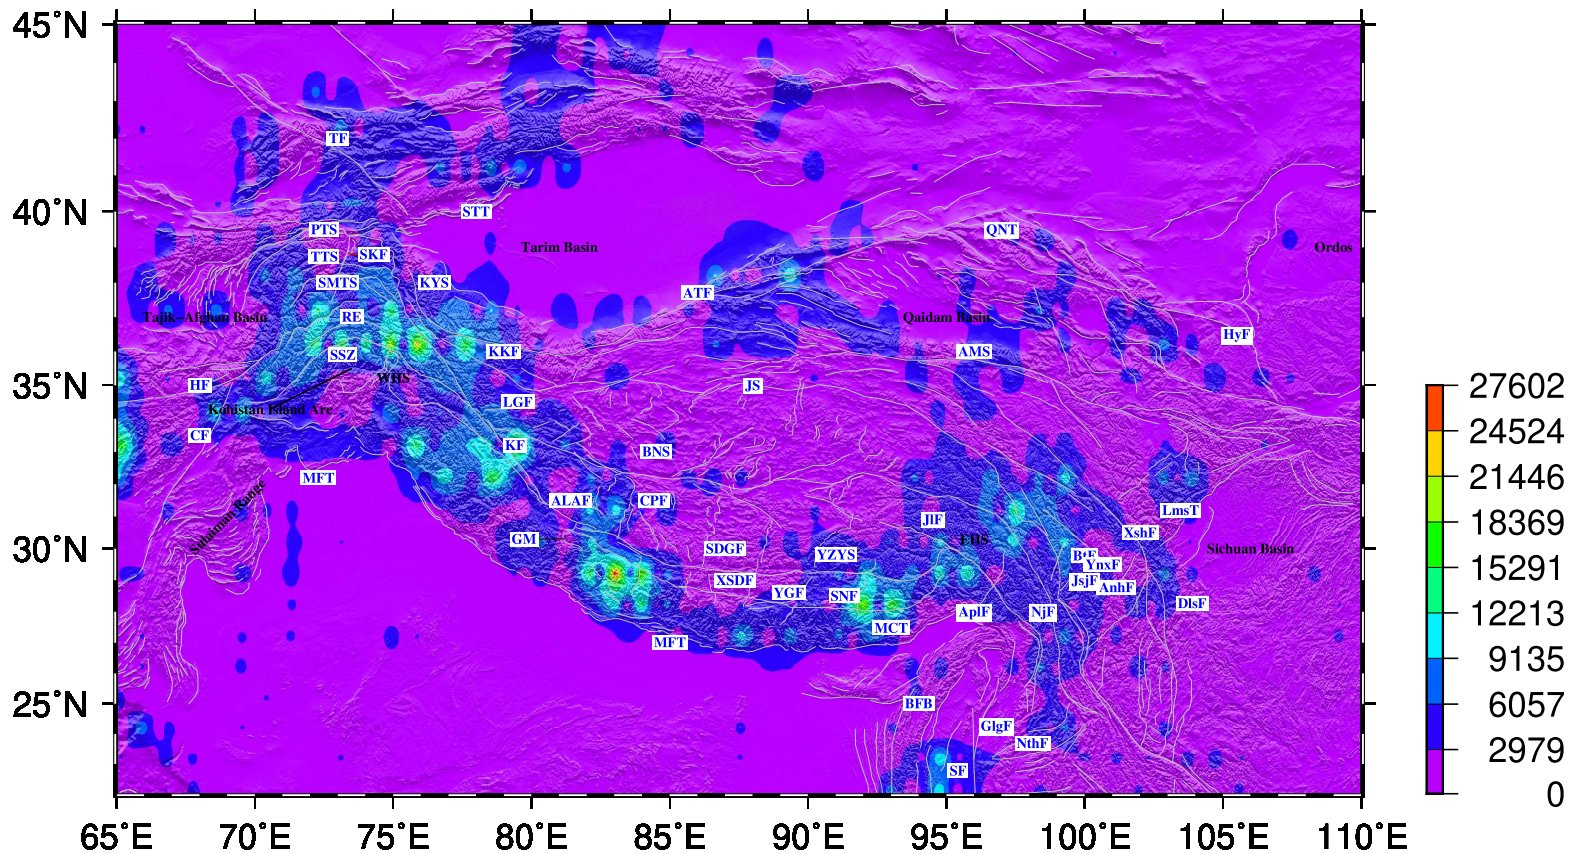 45°N
TF
40°N
STT
PTS
QNT
Tarim Basin
Ordos
TTS
SKF
SMTS
KYS
ATF
Tajik-Afghan Basin
RE
Qaidam Basin
HyF
SSZ
KKF
AMS
WHS
35°N
HF
JS
27602
LGF
Kohistan Island Arc
CF
KF
24524
BNS
MFT
21446
ALAF
CPF
LmsT
Sulaiman Range
JlF
18369
XshF
GM
EHS
30°N
SDGF
YZYS
Sichuan Basin
BtF
YnxF
15291
XSDF
JsjF
AnhF
YGF
SNF
DlsF
12213
AplF
NjF
MCT
MFT
9135
25°N
BFB
6057
GlgF
NthF
2979
SF
0
65°E
70°E
75°E
80°E
85°E
90°E
95°E
100°E
105°E
110°E